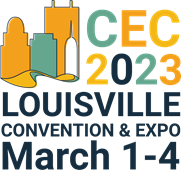 CEC
2023
LOUISVILLE
CONVENTION & EXPO
March 1-4